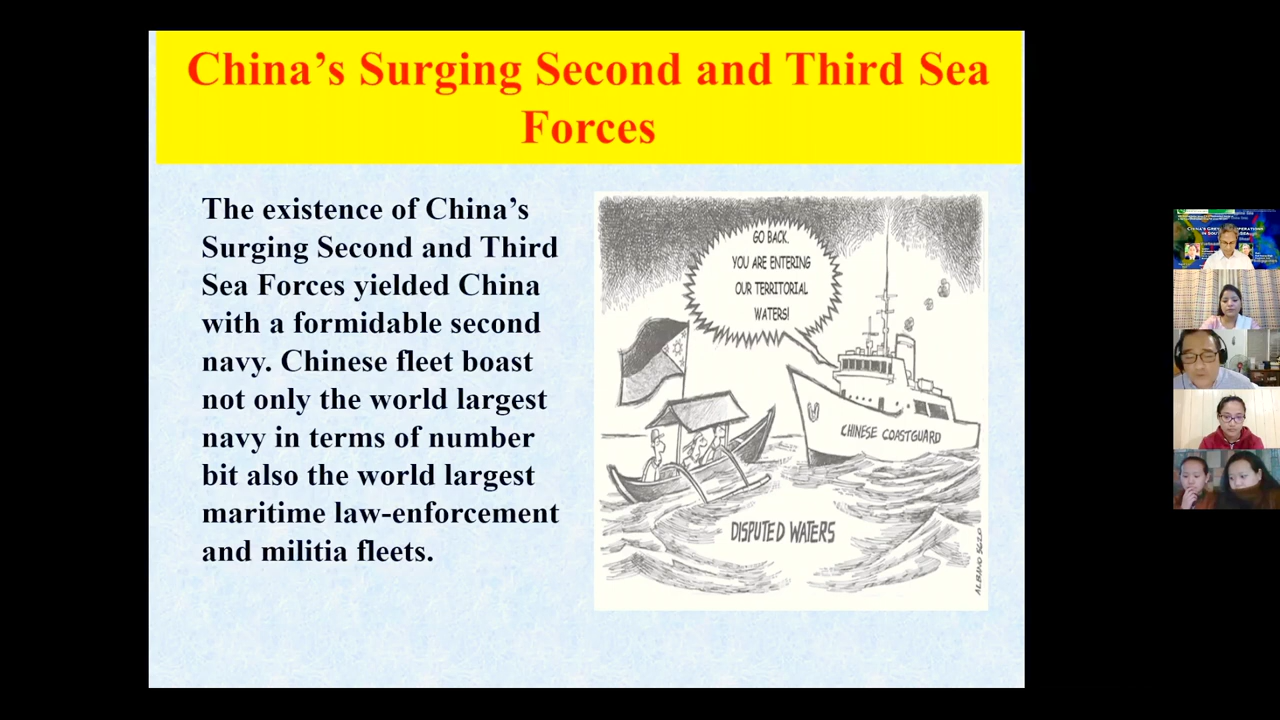 China's Surging Second and Third Sea
Forces
The existence of China's
Surging Second and Third
Sea Forces yielded China
with a formidable second
navy. Chinese fleet boast
not only the world largest
navy in terms of number
bit also the world largest
maritime law-enforcement
and militia fleets.
GO BACK.
YOU ARE ENTERING
OUR TERRITORIAL
WATERS!
CHINESE COASTGUARD
DISPUTED WATERS